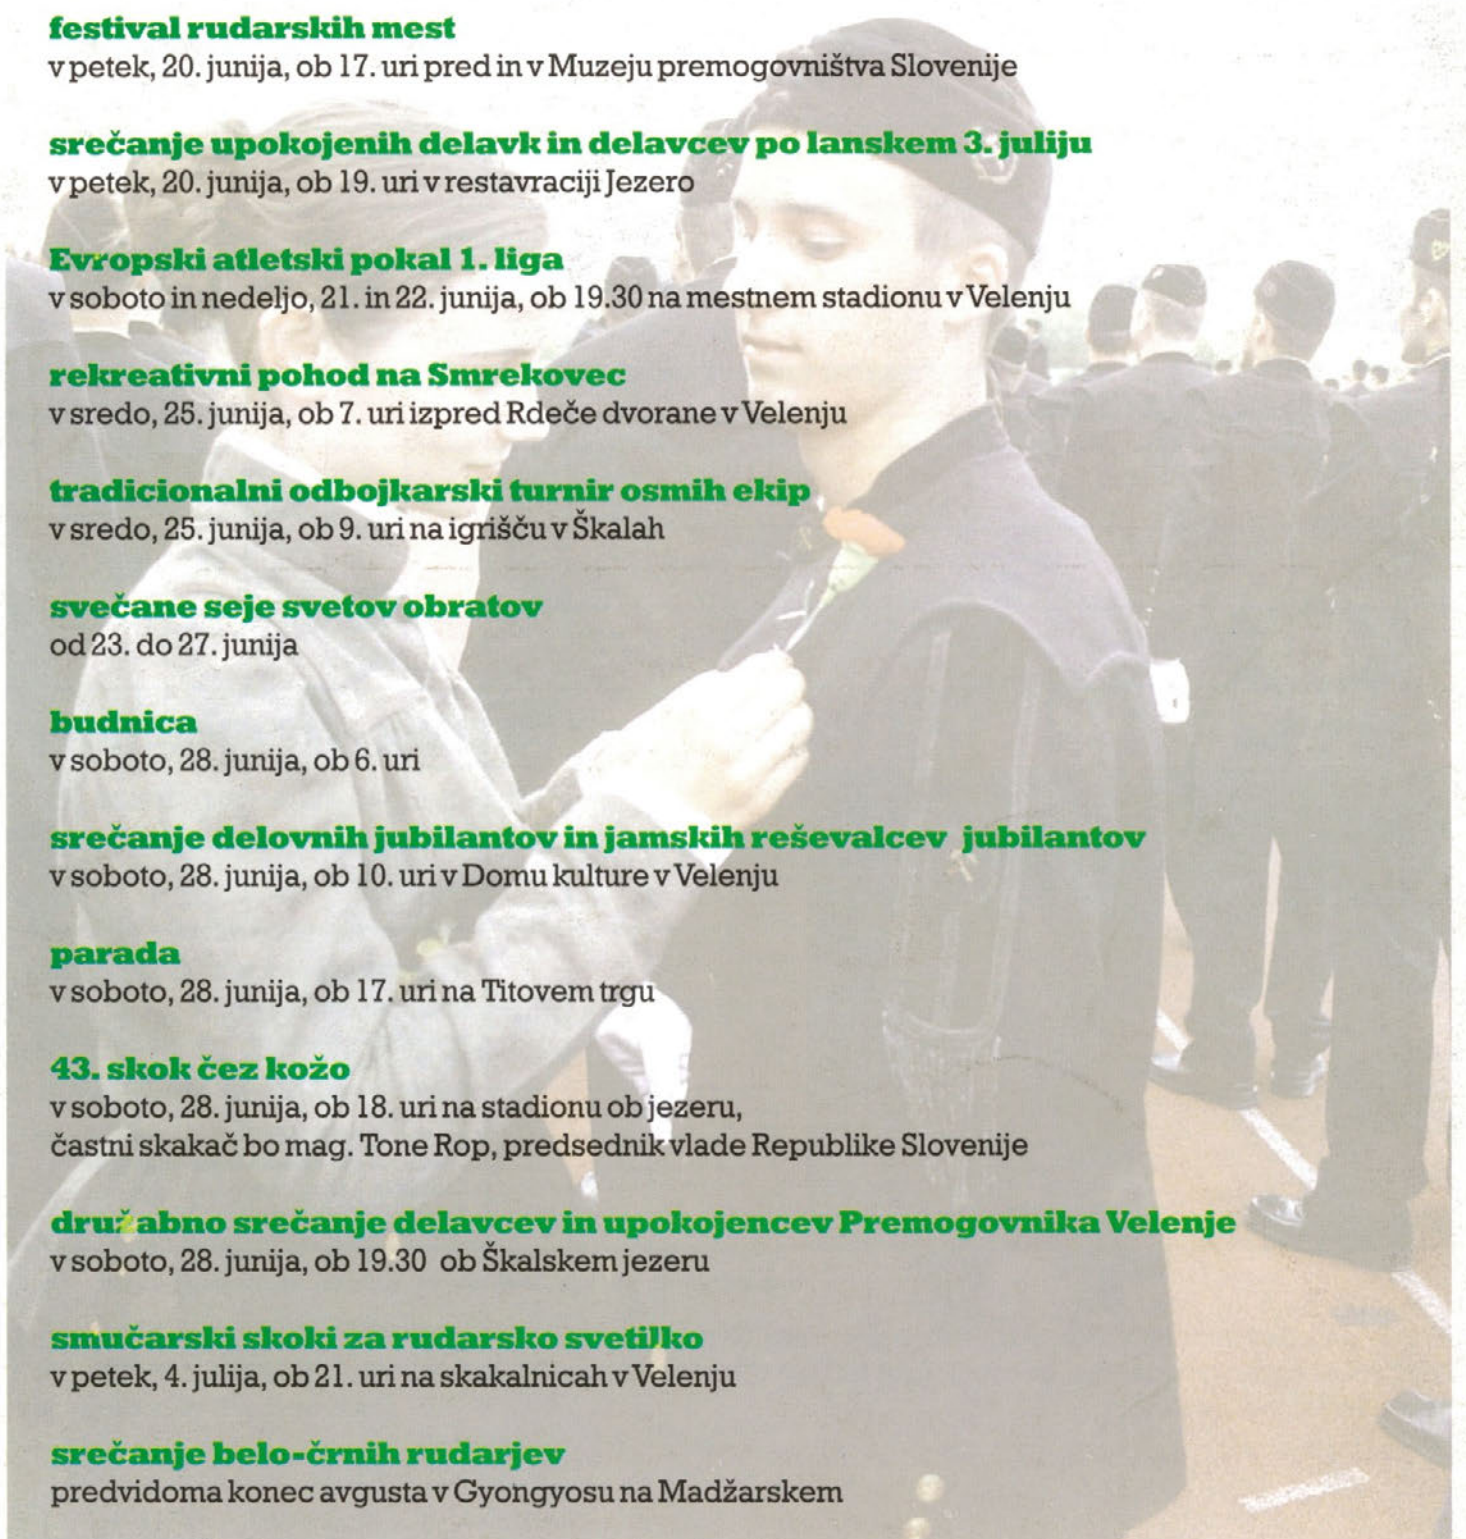 festival rudarskih mest
v petek, 20. junija, ob 17. uri pred in v Muzeju premogovništva Slovenije
srečanje upokojenih delavk in delavcev po lanskem 3. juliju
v petek, 20. junija, ob 19. uri v restavraciji Jezero
Evropski atletski pokal 1. liga
v soboto in nedeljo, 21. in 22. junija, ob 19.30 na mestnem stadionu v Velenju
rekreativni pohod na Smrekovec
v sredo, 25. junija, ob 7. uri izpred Rdeče dvorane v Velenju
tradicionalni odbojkarski turnir osmih ekip
v sredo, 25. junija, ob 9. uri na igrišču v Škalah
svečane seje svetov obratov
od 23. do 27. junija
budnica
v soboto, 28. junija, ob 6. uri
srečanje delovnih jubilantov in jamskih reševalcev jubilantov
v soboto, 28. junija, ob 10. uri v Domu kulture v Velenju
parada
v soboto, 28. junija, ob 17. uri na Titovem trgu
43. skok čez kožo
v soboto, 28. junija, ob 18. uri na stadionu ob jezeru,
častni skakač bo mag. Tone Rop, predsednik vlade Republike Slovenije
družabno srečanje delavcev in upokojencev Premogovnika Velenje
v soboto, 28. junija, ob 19.30 ob Škalskem jezeru
smučarski skoki za rudarsko svetilko
v petek, 4. julija, ob 21. uri na skakalnicah v Velenju
srečanje belo-črnih rudarjev
predvidoma konec avgusta v Gyongyosu na Madžarskem